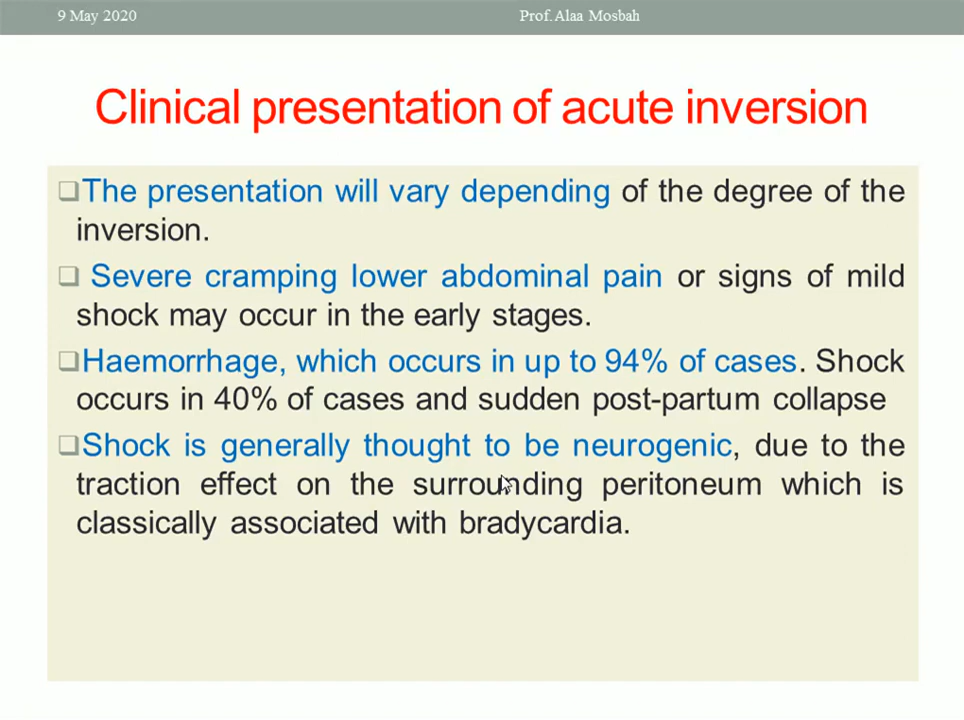 9 May 2020 Prof.Alaa Mosbah
Clinical presentation of acute inversion
The presentation will vary depending of the degree of the
inversion.
Severe cramping lower abdominal pain or signs of mild
shock may occur in the early stages.
Haemorrhage, which occurs in up to 94% of cases. Shock
occurs in 40% of cases and sudden post-partum collapse
Shock is generally thought to be neurogenic, due to the
traction effect on the surrounding peritoneum which is
classically associated with bradycardia.